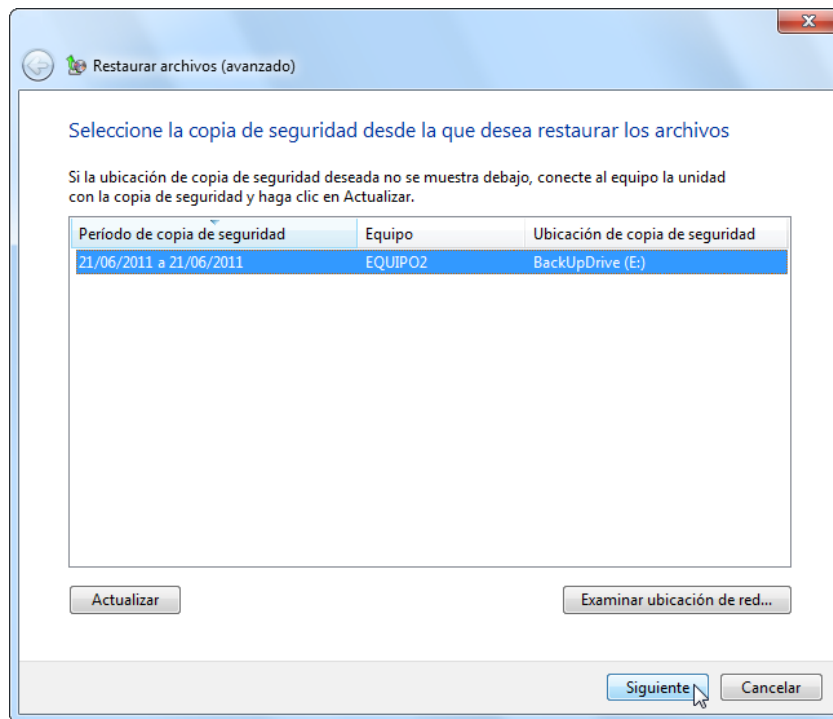 Restaurar archivos (avanzado)
Seleccione la copia de seguridad desde la que desea restaurar los archivos
Si la ubicación de copia de seguridad deseada no se muestra debajo, conecte al equipo la unidad
con la copia de seguridad y haga clic en Actualizar.
Período de copia de seguridad Equipo Ubicación de copia de seguridad
21/06/2011 a 21/06/2011 EQUIPO2 BackUpDrive (E:)
Actualizar Examinar ubicación de red...
Siguiente Cancelar